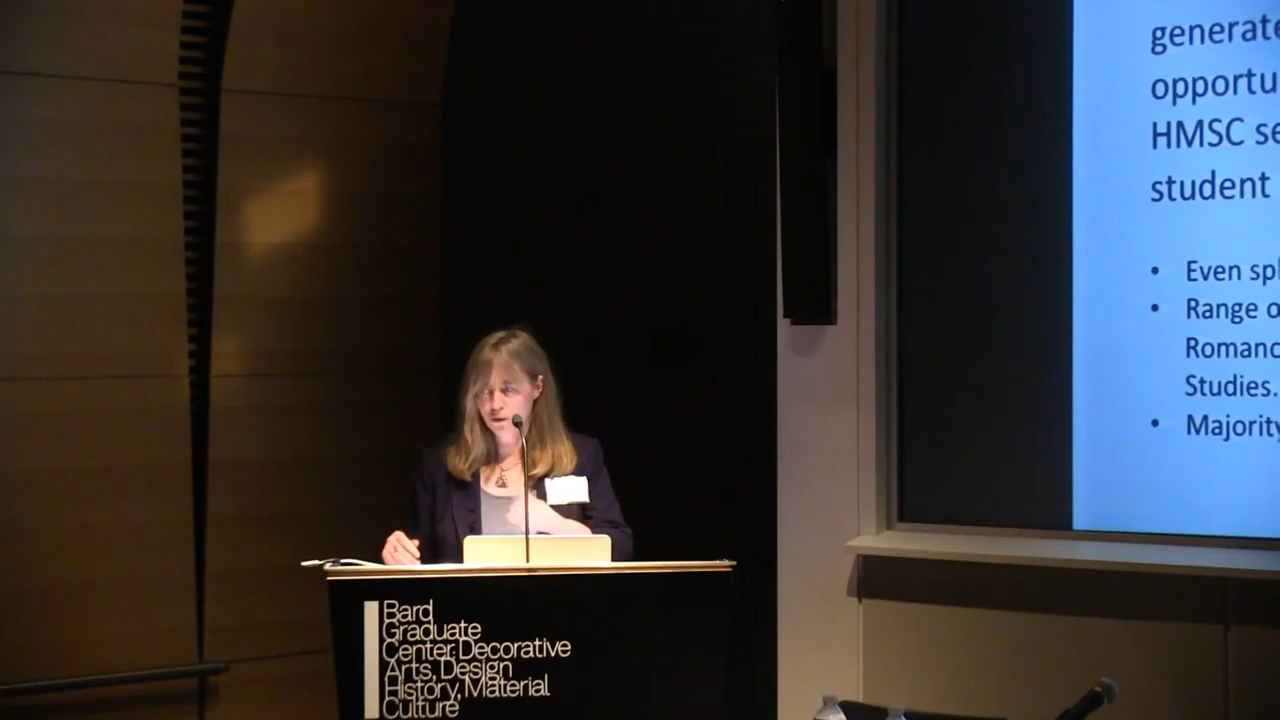 Bard
Graduate
Center: Decorative
Arts, Design
History, Material
Culture
opportu
HMSC se
student
• Even spl
• Range o
Romanc
Studies.
• Majority
generate